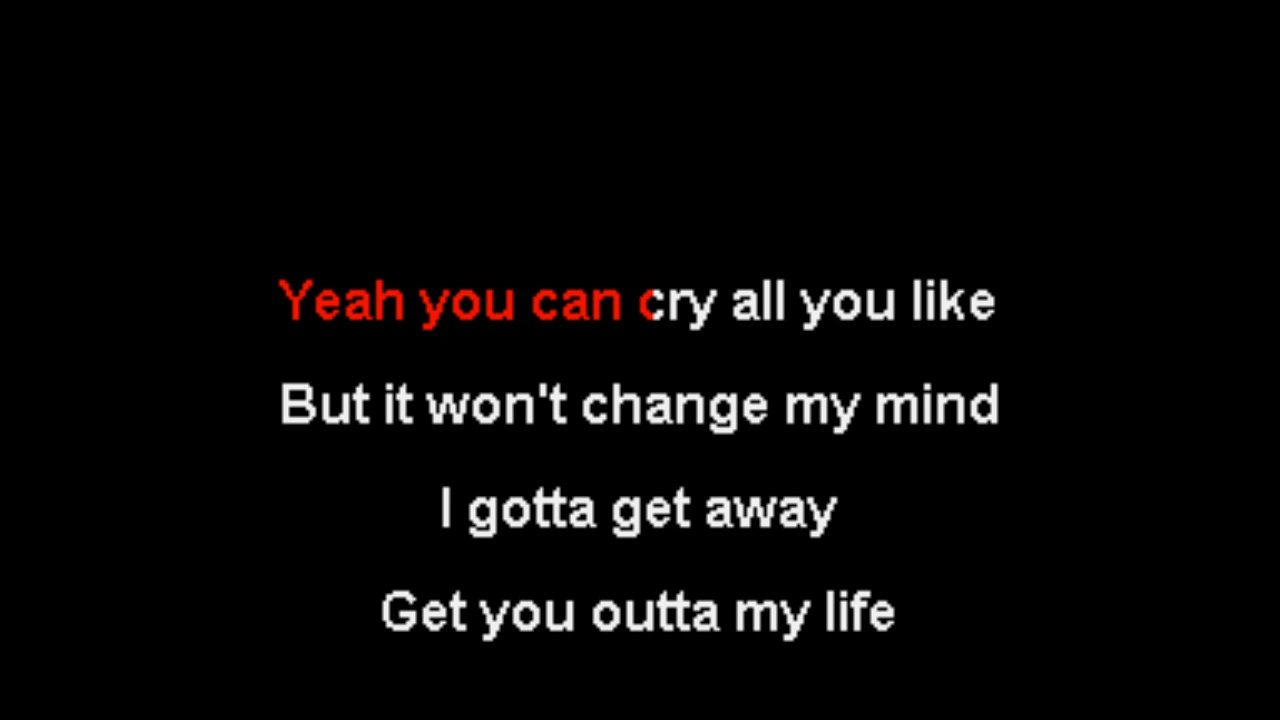 Yeah you can cry all you like
But it won't change my mind
I gotta get away
Get you outta my life